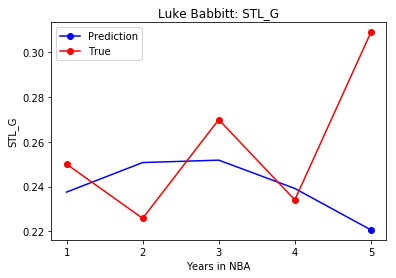 Luke Babbitt: STL_G
Prediction
True
STL_G
0.30
0.28
0.26
0.24
0.22
1 2 3 4 5
Years in NBA